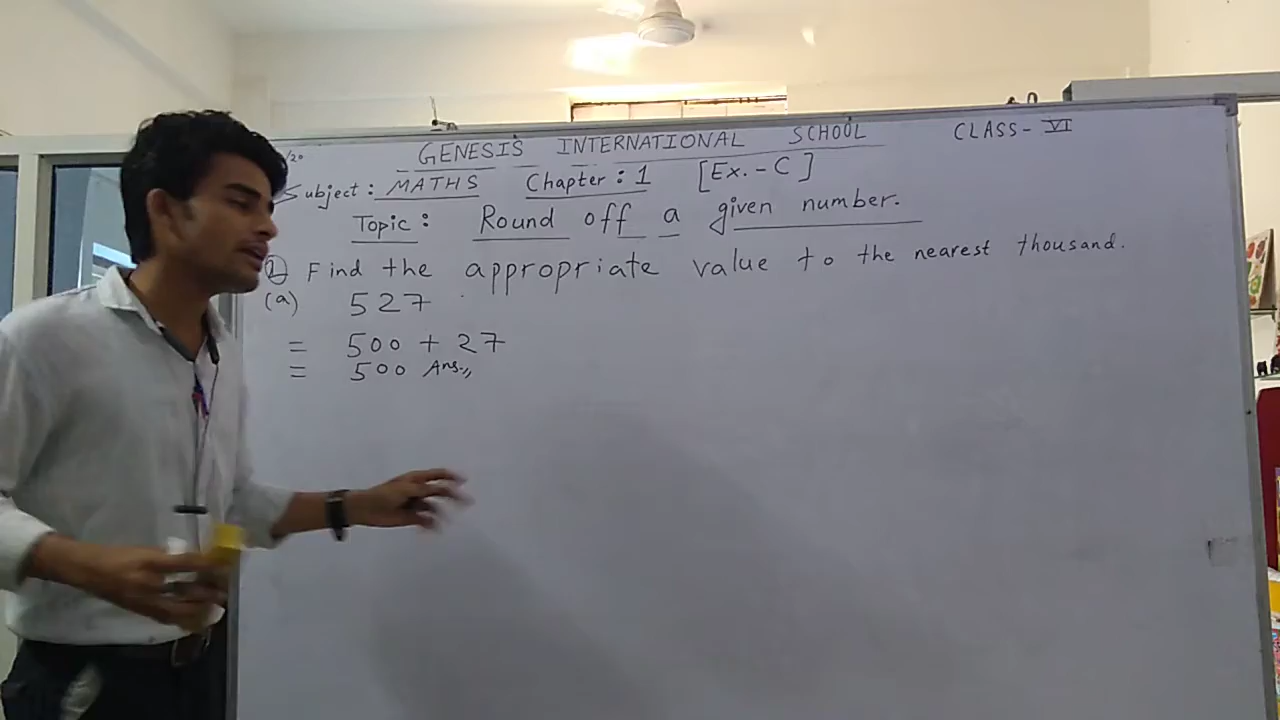 GENESIS INTERNATIONAL SCHOOL CLASS - VI
/20
Subject : MATHS Chapter : 1 [Ex. - C]
Topic : Round off a given number.
Find the appropriate value to the nearest thousand.
(a) 527
= 500 + 27
= 500 Ans.,,